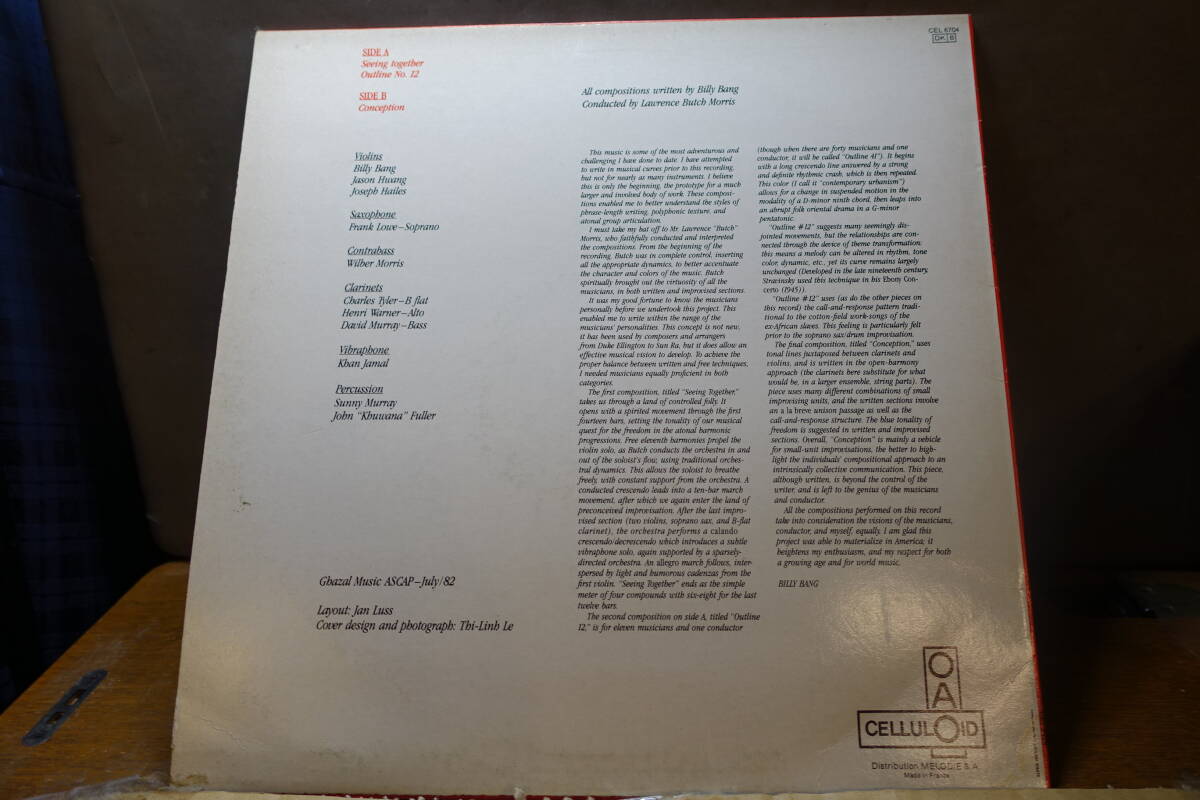 SIDE A
Seeing together
Outline No. 12
SIDE B
Conception
Violins
Billy Bang
Jason Hwang
Joseph Hailes
Saxophone
Frank Lowe–Soprano
Contrabass
Wilber Morris
Clarinets
Charles Tyler–B flat
Henri Warner–Alto
David Murray–Bass
Vibraphone
Khan Jamal
Percussion
Sunny Murray
John "Khuwana" Fuller
Ghazal Music ASCAP–July/82
Layout: Jan Luss
Cover design and photograph: Thi-Linh Le
All compositions written by Billy Bang
Conducted by Lawrence Butch Morris
This music is some of the most adventurous and
challenging I have done to date. I have attempted
to write in musical curves prior to this recording,
but not for nearly as many instruments. I believe
this is only the beginning, the prototype for a much
larger and involved body of work. These composi-
tions enabled me to better understand the styles of
phrase-length writing, polyphonic texture, and
atonal group articulation.
I must take my hat off to Mr. Lawrence "Butch"
Morris, who faithfully conducted and interpreted
the compositions. From the beginning of the
recording, Butch was in complete control, inserting
all the appropriate dynamics, to better accentuate
the character and colors of the music. Butch
spiritually brought out the virtuosity of all the
musicians, in both written and improvised sections.
It was my good fortune to know the musicians
personally before we undertook this project. This
enabled me to write within the range of the
musicians' personalities. This concept is not new,
it has been used by composers and arrangers
from Duke Ellington to Sun Ra, but it does allow an
effective musical vision to develop. To achieve the
proper balance between written and free techniques,
I needed musicians equally proficient in both
categories.
The first composition, titled "Seeing Together,"
takes us through a land of controlled folly. It
opens with a spirited movement through the first
fourteen bars, setting the tonality of our musical
quest for the freedom in the atonal harmonic
progressions. Free eleventh harmonies propel the
violin solo, as Butch conducts the orchestra in and
out of the soloist's flow, using traditional orches-
tral dynamics. This allows the soloist to breathe
freely, with constant support from the orchestra. A
conducted crescendo leads into a ten-bar march
movement, after which we again enter the land of
preconceived improvisation. After the last impro-
vised section (two violins, soprano sax, and B-flat
clarinet), the orchestra performs a calando
crescendo/decrescendo which introduces a subtle
vibraphone solo, again supported by a sparsely-
directed orchestra. An allegro march follows, inter-
spersed by light and humorous cadenzas from the
first violin. "Seeing Together" ends as the simple
meter of four compounds with six-eight for the last
twelve bars.
The second composition on side A, titled "Outline
12," is for eleven musicians and one conductor
(though when there are forty musicians and one
conductor, it will be called "Outline 41"). It begins
with a long crescendo line answered by a strong
and definite rhythmic crash, which is then repeated.
This color (I call it "contemporary urbanism")
allows for a change in suspended motion in the
modality of a D-minor ninth chord, then leaps into
an abrupt folk oriental drama in a G-minor
pentatonic.
"Outline #12" suggests many seemingly dis-
jointed movements, but the relationships are con-
nected through the device of theme transformation;
this means a melody can be altered in rhythm, tone
color, dynamic, etc., yet its curve remains largely
unchanged (Developed in the late nineteenth century,
Stravinsky used this technique in his Ebony Con-
certo (1945)).
"Outline #12" uses (as do the other pieces on
this record) the call-and-response pattern tradi-
tional to the cotton-field work-songs of the
ex-African slaves. This feeling is particularly felt
prior to the soprano sax/drum improvisation.
The final composition, titled "Conception," uses
tonal lines juxtaposed between clarinets and
violins, and is written in the open-harmony
approach (the clarinets here substitute for what
would be, in a larger ensemble, string parts). The
piece uses many different combinations of small
improvising units, and the written sections involve
an a la breve unison passage as well as the
call-and-response structure. The blue tonality of
freedom is suggested in written and improvised
sections. Overall, "Conception" is mainly a vehicle
for small-unit improvisations, the better to high-
light the individuals' compositional approach to an
intrinsically collective communication. This piece,
although written, is beyond the control of the
writer, and is left to the genius of the musicians
and conductor.
All the compositions performed on this record
take into consideration the visions of the musicians,
conductor, and myself, equally. I am glad this
project was able to materialize in America; it
heightens my enthusiasm, and my respect for both
a growing age and for world music.
BILLY BANG
CEL 6704
OAO
CELLULOID
Distribution MELODIE S.A.
Made in France